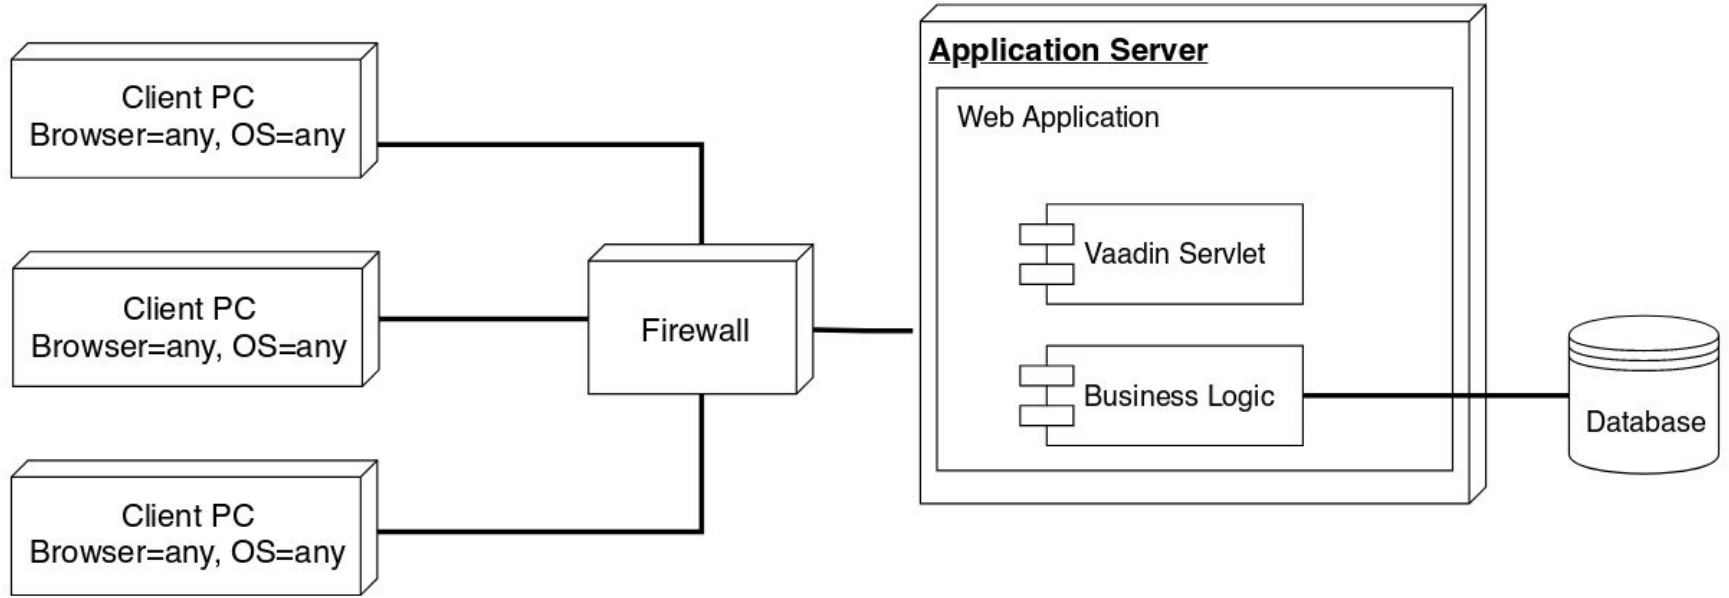 Client PC
Browser=any, OS=any
Client PC
Browser=any, OS=any
Client PC
Browser=any, OS=any
Firewall
Application Server
Web Application
Vaadin Servlet
Business Logic
Database